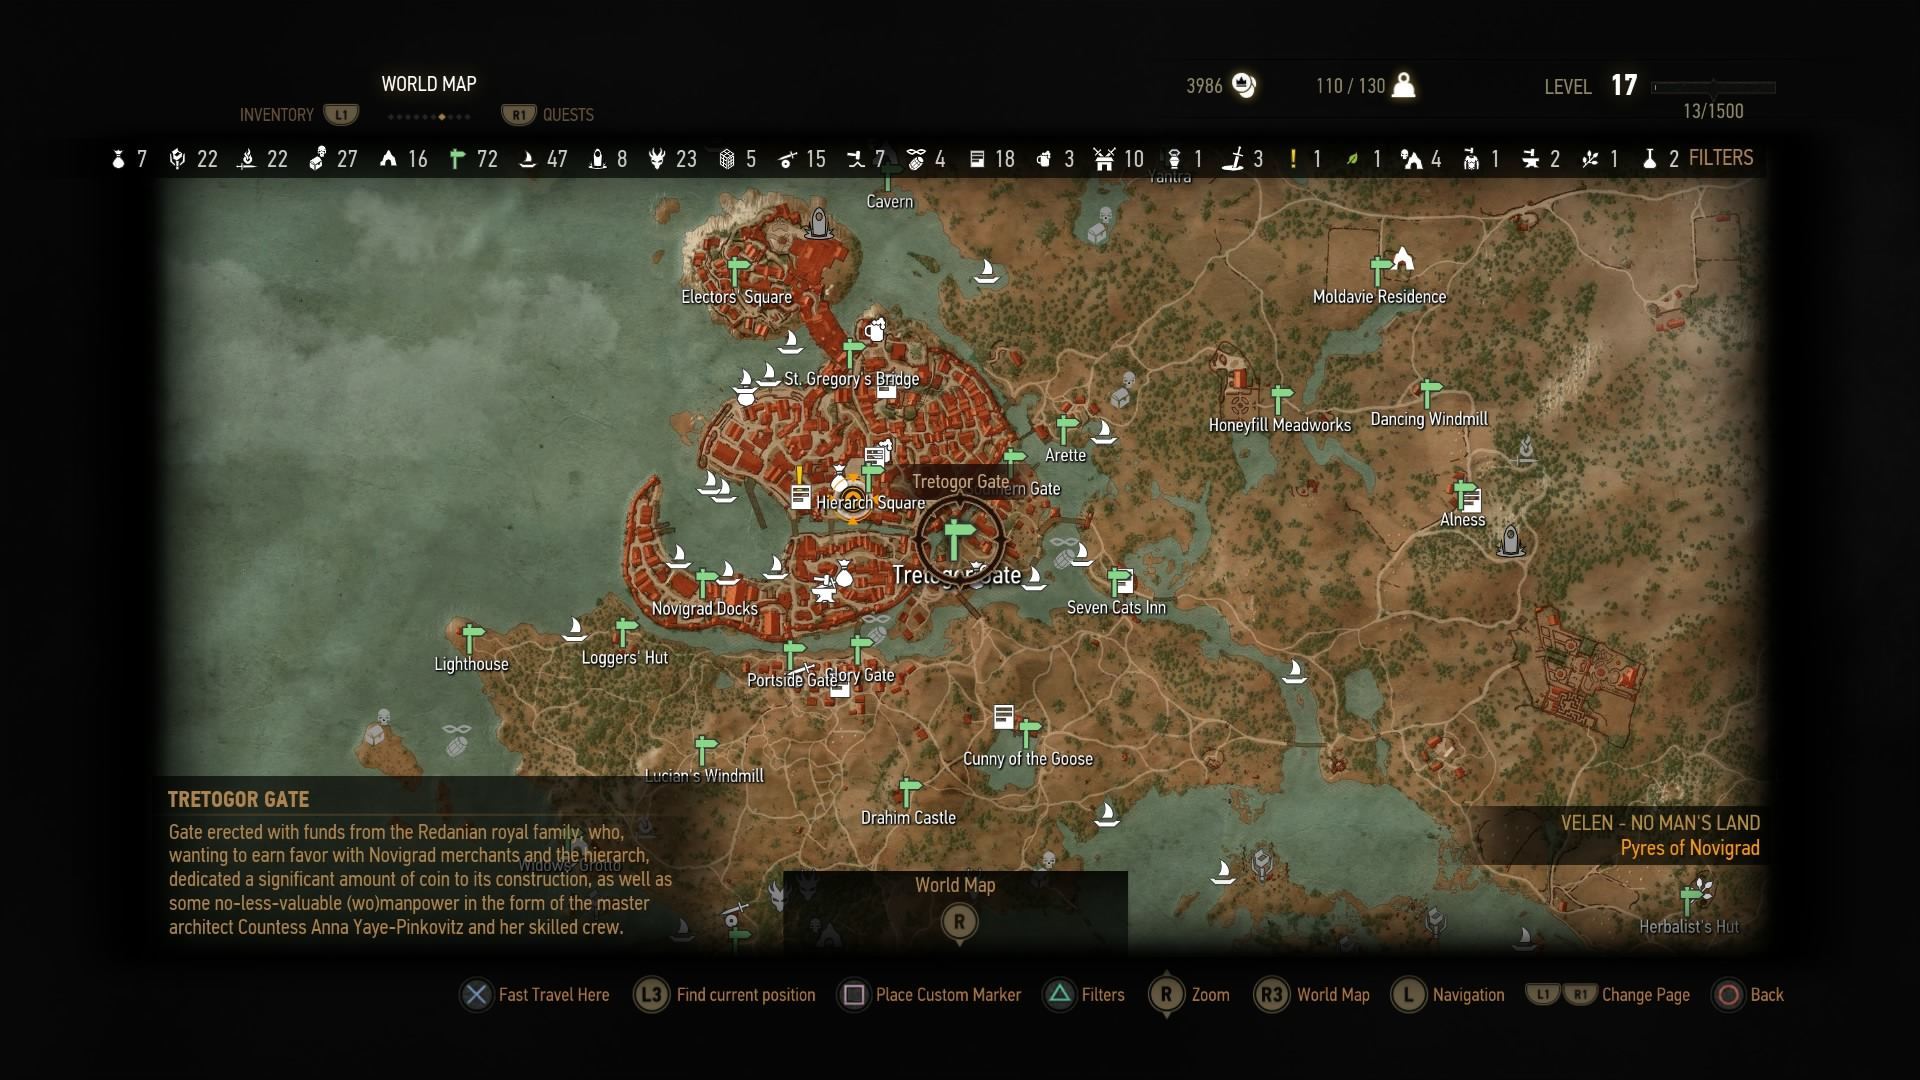 WORLD MAP
INVENTORY L1 R1 QUESTS
3986 110 / 130 LEVEL 17
13/1500
7 22 22 27 16 72 47 8 23 5 15 7 4 18 3 10 1 3 ! 1 1 4 1 2 1 2 FILTERS
Yantra
Cavern
Electors' Square
Moldavie Residence
St. Gregory's Bridge
Honeyfill Meadworks
Dancing Windmill
Arette
Tretogor Gate
Gate
Hierarch Square
Alness
Tretogor Gate
Novigrad Docks
Seven Cats Inn
Lighthouse
Loggers' Hut
Portside Gate
Glory Gate
Cunny of the Goose
Lucian's Windmill
Drahim Castle
TRETOGOR GATE
Gate erected with funds from the Redanian royal family, who,
wanting to earn favor with Novigrad merchants and the hierarch,
dedicated a significant amount of coin to its construction, as well as
some no-less-valuable (wo)manpower in the form of the master
architect Countess Anna Yaye-Pinkovitz and her skilled crew.
Widows' Grotto
VELEN - NO MAN'S LAND
Pyres of Novigrad
World Map
R
Herbalist's Hut
Fast Travel Here L3 Find current position Place Custom Marker Filters R Zoom R3 World Map L Navigation L1 R1 Change Page Back